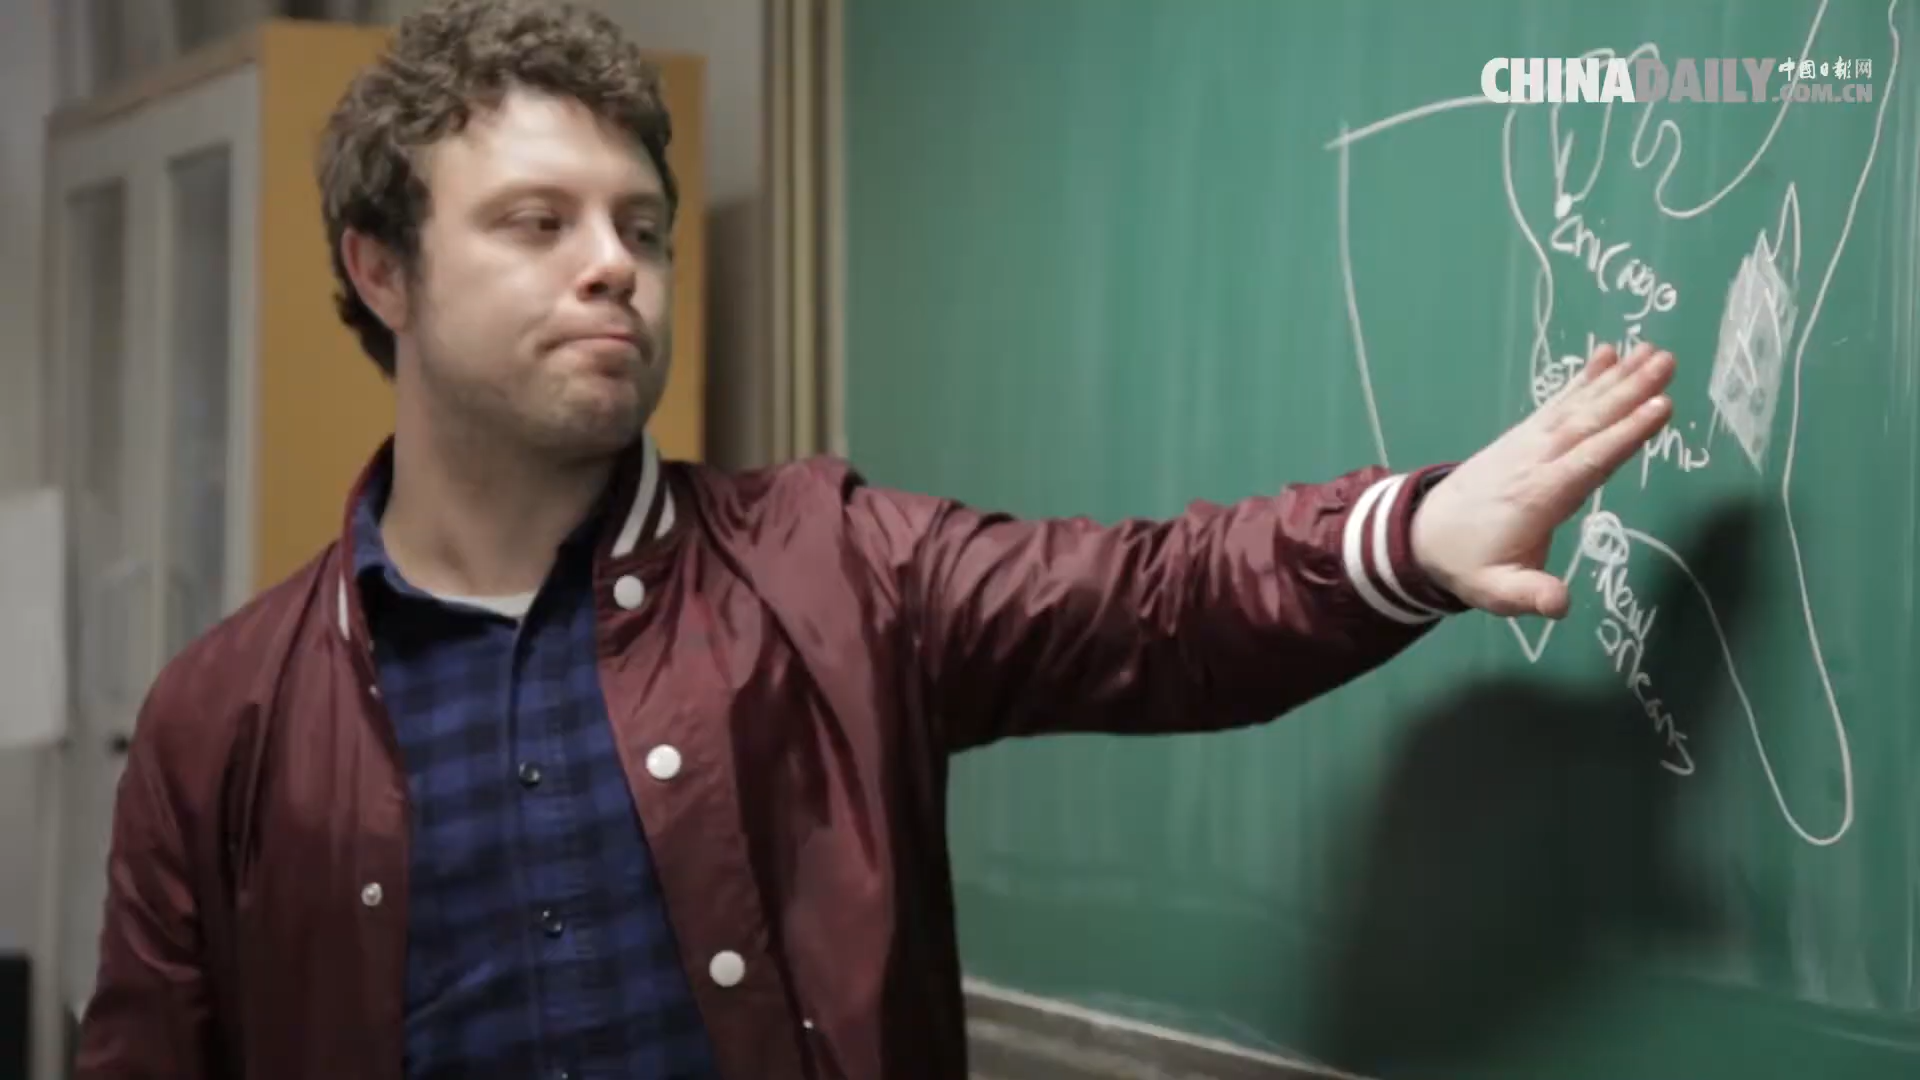 CHINADAILY 中国日报网
.COM.CN
Chicago
New
Orleans